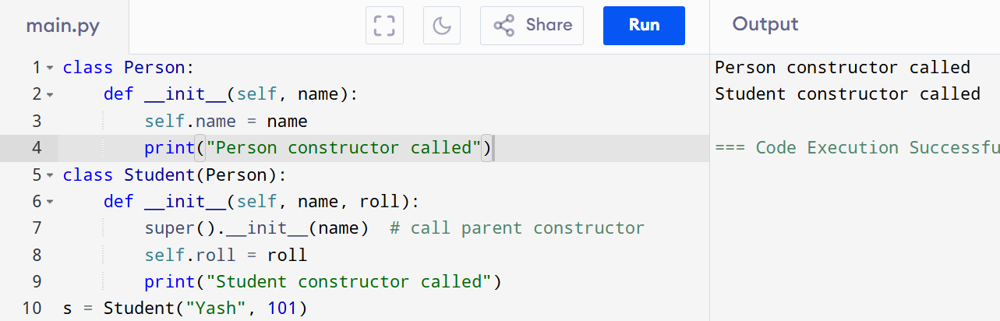 main.py
Share
Run
Output
1 class Person:
2     def __init__(self, name):
3         self.name = name
4         print("Person constructor called")
5 class Student(Person):
6     def __init__(self, name, roll):
7         super().__init__(name)  # call parent constructor
8         self.roll = roll
9         print("Student constructor called")
10 s = Student("Yash", 101)
Person constructor called
Student constructor called
=== Code Execution Successfu